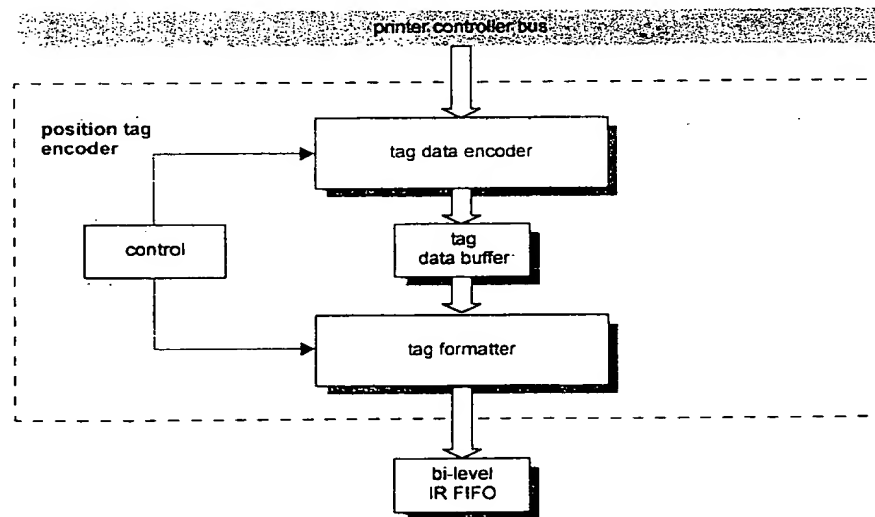 printer controller bus
position tag
encoder
tag data encoder
control
tag
data buffer
tag formatter
bi-level
IR FIFO